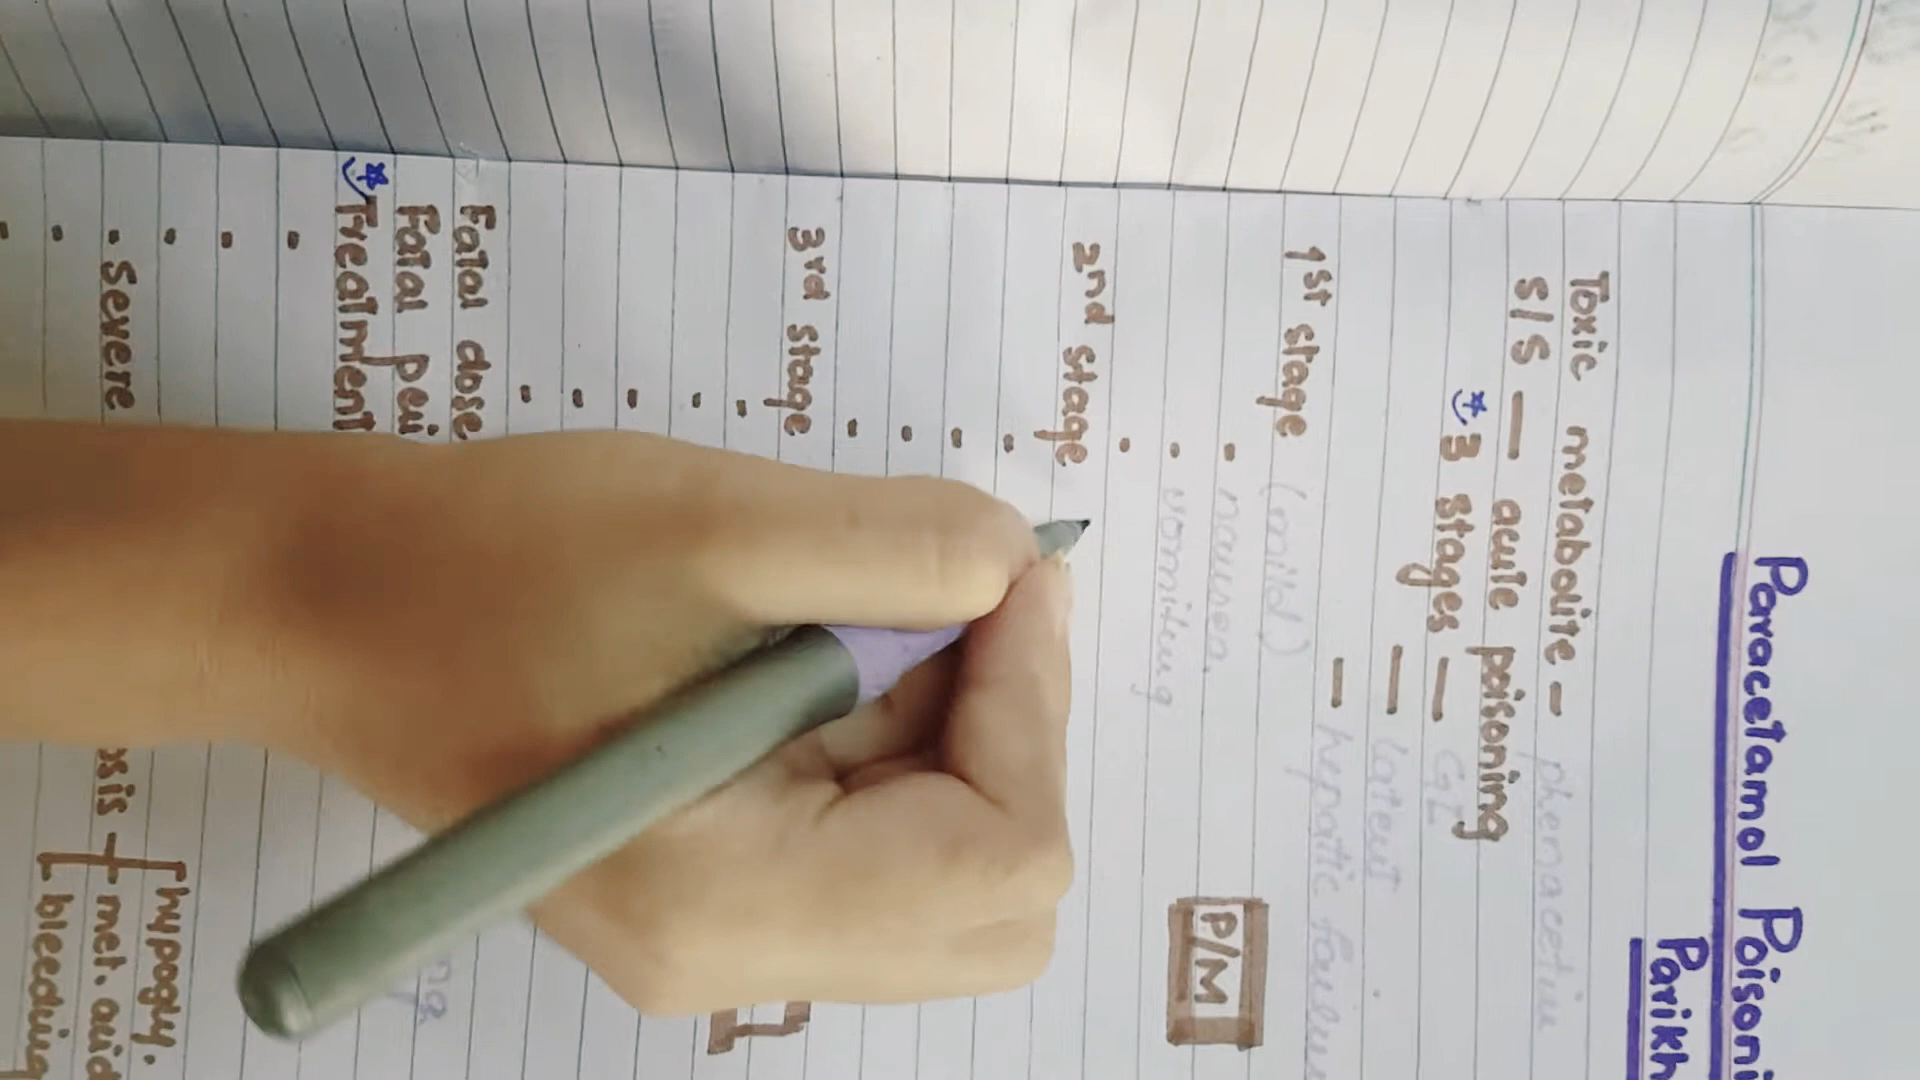 Paracetamol Poisoni
Parikh
Toxic metabolite - phenacetin
S/S — acute poisoning
3 stages — GI
— latent
— hepatic failure
1st stage (mild)
nausea.
vomiting
P/M
2nd stage
3rd stage
Fatal dose
Fatal peri
Treatment
hypogly.
Severe osis met. acid
bleeding